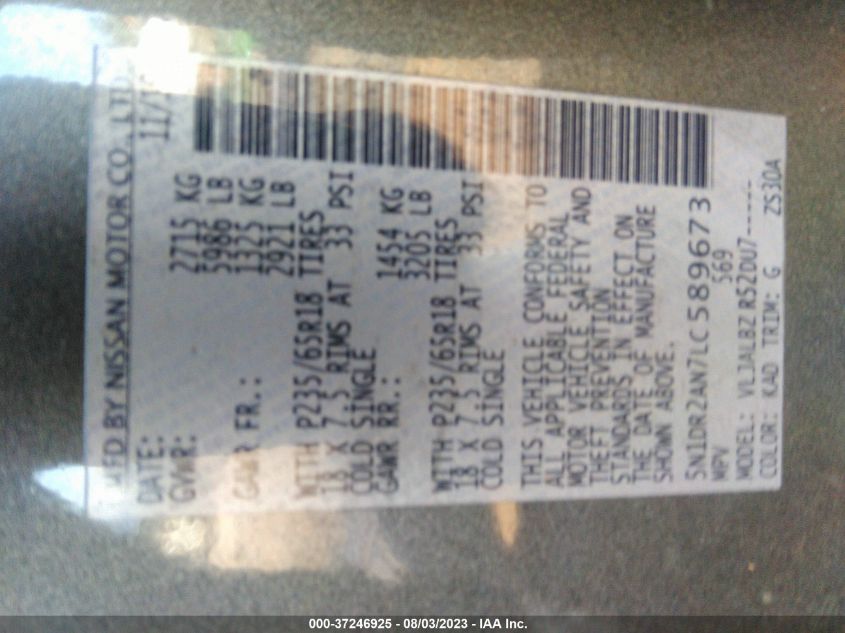 MFD BY NISSAN MOTOR CO. LTD
DATE: 11/1
GVWR: 2715 KG
5986 LB
GAWR FR.: 1325 KG
2921 LB
WITH P235/65R18 TIRES
18 X 7.5 RIMS AT 33 PSI
COLD SINGLE
GAWR RR.: 1454 KG
3205 LB
WITH P235/65R18 TIRES
18 X 7.5 RIMS AT 33 PSI
COLD SINGLE
THIS VEHICLE CONFORMS TO
ALL APPLICABLE FEDERAL
MOTOR VEHICLE SAFETY AND
THEFT PREVENTION
STANDARDS IN EFFECT ON
THE DATE OF MANUFACTURE
SHOWN ABOVE.
5N1DR2AN7LC589673
MPV 569
MODEL: VLJALBZ R52DU7-----
COLOR: KAD TRIM: G ZS30A
000-37246925 - 08/03/2023 - IAA Inc.